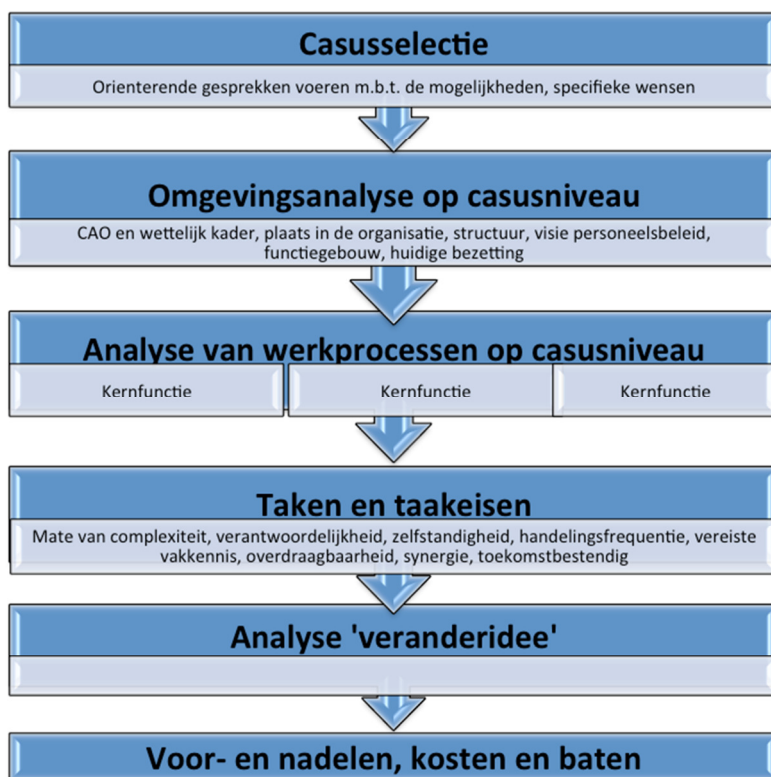 Casusselectie
Orienterende gesprekken voeren m.b.t. de mogelijkheden, specifieke wensen
Omgevingsanalyse op casusniveau
CAO en wettelijk kader, plaats in de organisatie, structuur, visie personeelsbeleid,
functiegebouw, huidige bezetting
Analyse van werkprocessen op casusniveau
Kernfunctie Kernfunctie Kernfunctie
Taken en taakeisen
Mate van complexiteit, verantwoordelijkheid, zelfstandigheid, handelingsfrequentie, vereiste
vakkennis, overdraagbaarheid, synergie, toekomstbestendig
Analyse 'veranderidee'
Voor- en nadelen, kosten en baten